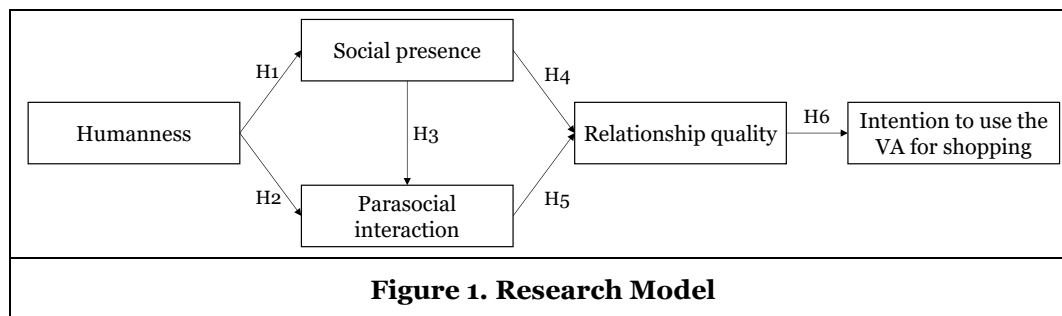 Social presence
H1
H4
Humanness
H3
Relationship quality
H6
Intention to use the
VA for shopping
H2
H5
Parasocial
interaction
Figure 1. Research Model